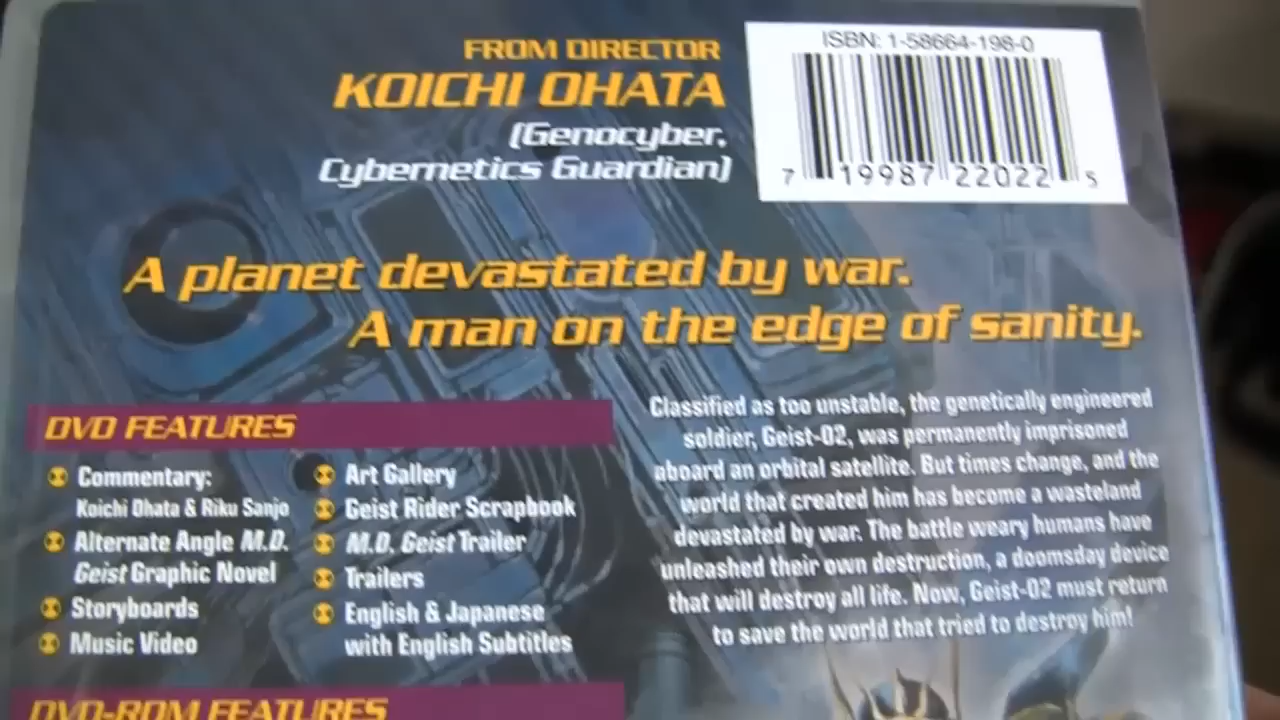 FROM DIRECTOR
KOICHI OHATA
(Genocyber,
Cybernetics Guardian)
ISBN: 1-58664-198-0
7 19987 22022 5
A planet devastated by war.
A man on the edge of sanity.
DVD FEATURES
Commentary:
Koichi Ohata & Riku Sanjo
Alternate Angle M.D.
Geist Graphic Novel
Storyboards
Music Video
Art Gallery
Geist Rider Scrapbook
M.D. Geist Trailer
Trailers
English & Japanese
with English Subtitles
Classified as too unstable, the genetically engineered
soldier, Geist-02, was permanently imprisoned
aboard an orbital satellite. But times change, and the
world that created him has become a wasteland
devastated by war. The battle weary humans have
unleashed their own destruction, a doomsday device
that will destroy all life. Now, Geist-02 must return
to save the world that tried to destroy him!
DVD-ROM FEATURES